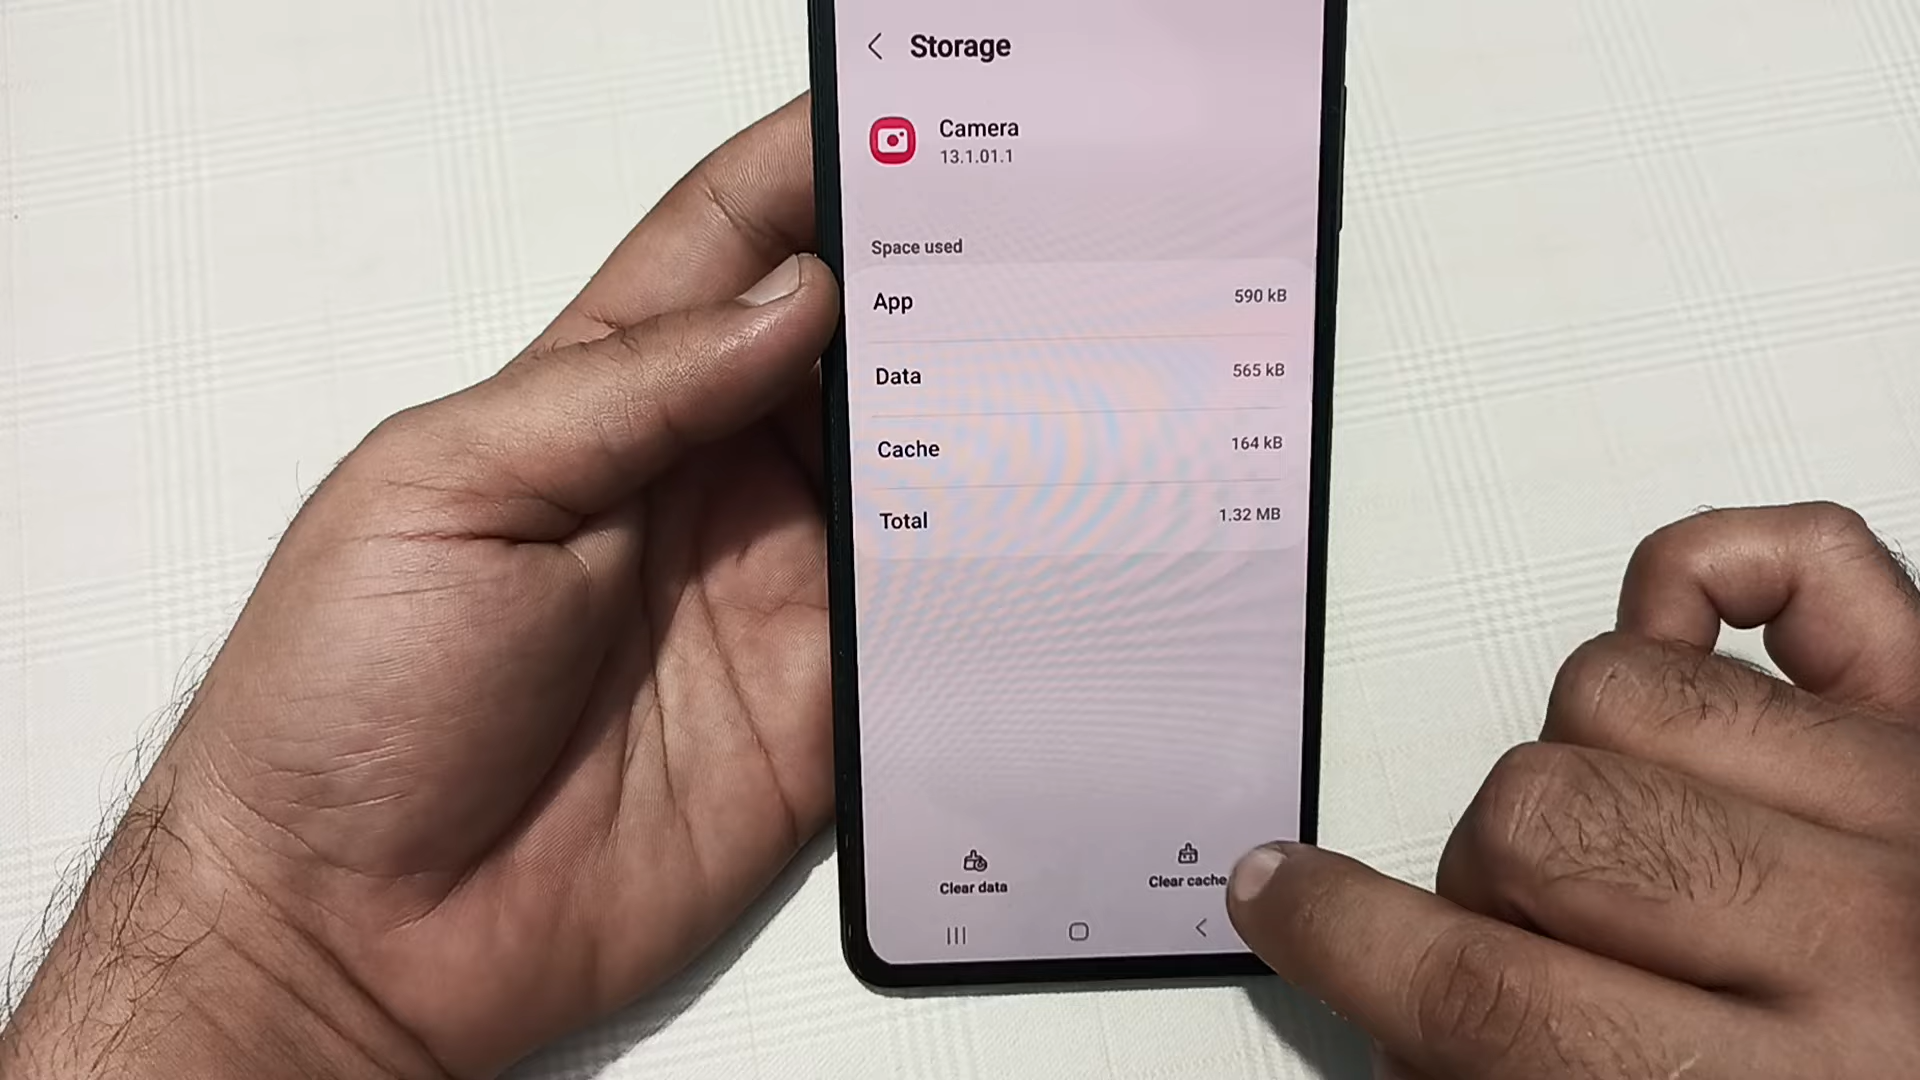 Storage
Camera
13.1.01.1
Space used
App 590 kB
Data 565 kB
Cache 164 kB
Total 1.32 MB
Clear data Clear cache